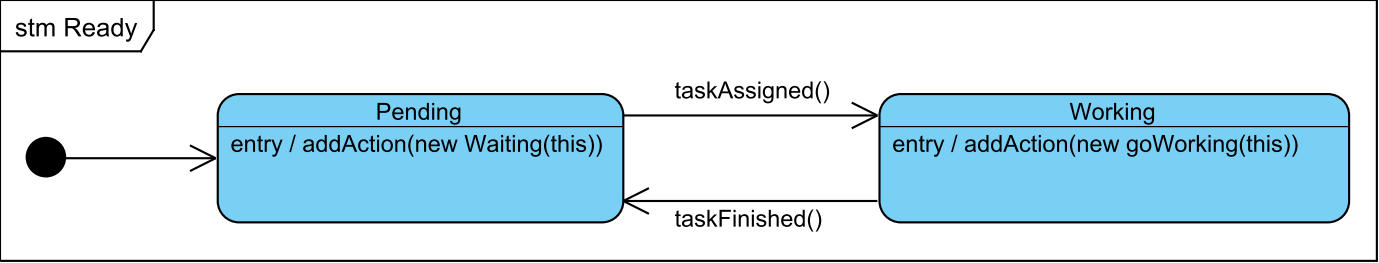 stm Ready
Pending
entry / addAction(new Waiting(this))
taskAssigned()
taskFinished()
Working
entry / addAction(new goWorking(this))